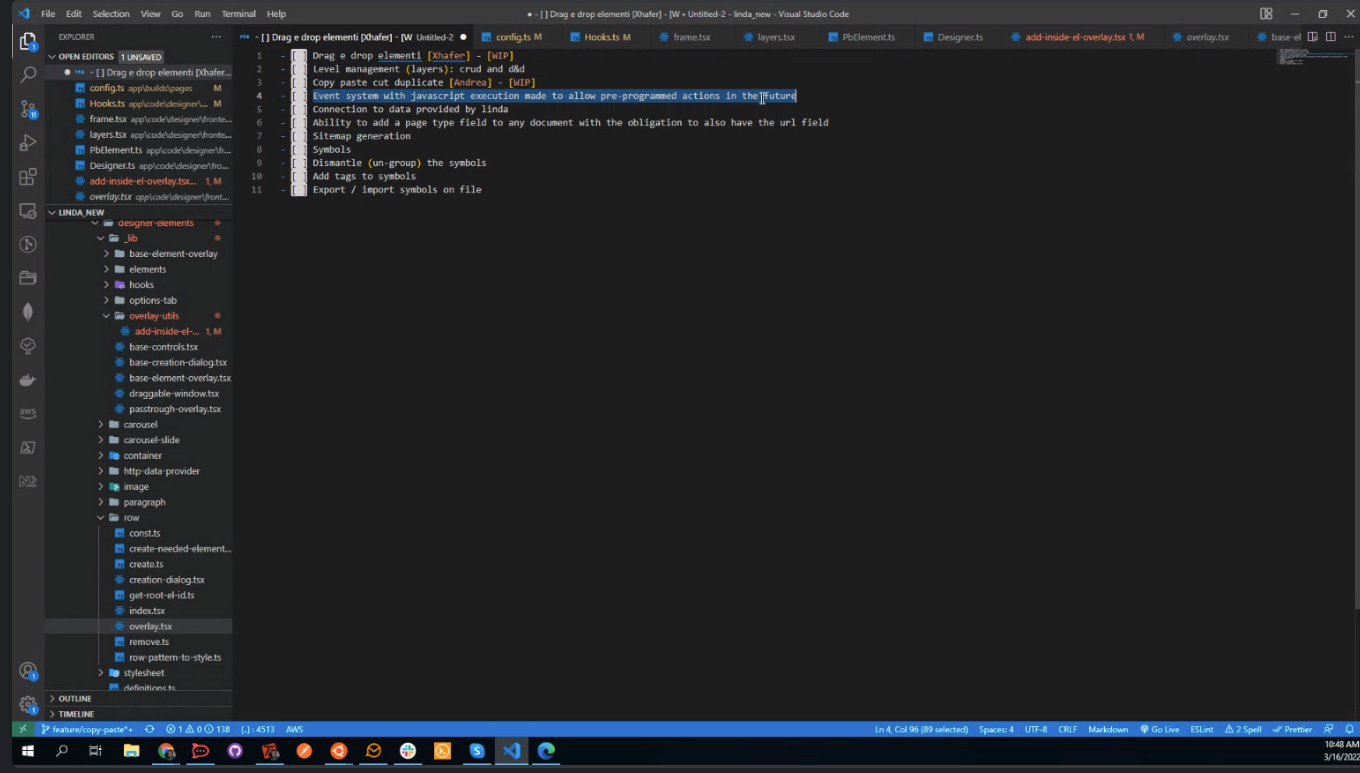 File Edit Selection View Go Run Terminal Help
● - [ ] Drag e drop elementi [Xhafer] - [W • Untitled-2 - linda_new - Visual Studio Code
EXPLORER
- [ ] Drag e drop elementi [Xhafer] - [W Untitled-2 ●
config.ts M
Hooks.ts M
frame.tsx
layers.tsx
PbElement.ts
Designer.ts
add-inside-el-overlay.tsx 1, M
overlay.tsx
base-el
OPEN EDITORS 1 UNSAVED
● - [ ] Drag e drop elementi [Xhafer...
config.ts app\builds\pages M
Hooks.ts app\code\designer\... M
frame.tsx app\code\designer\fronte...
layers.tsx app\code\designer\fronte...
PbElement.ts app\code\designer\fr...
Designer.ts app\code\designer\fro...
add-inside-el-overlay.tsx... 1, M
overlay.tsx app\code\designer\front...
LINDA_NEW
designer-elements
_lib
base-element-overlay
elements
hooks
options-tab
overlay-utils
add-inside-el-... 1, M
base-controls.tsx
base-creation-dialog.tsx
base-element-overlay.tsx
draggable-window.tsx
passtrough-overlay.tsx
carousel
carousel-slide
container
http-data-provider
image
paragraph
row
const.ts
create-needed-element...
create.ts
creation-dialog.tsx
get-root-el-id.ts
index.tsx
overlay.tsx
remove.ts
row-pattern-to-style.ts
stylesheet
definitions.ts
OUTLINE
TIMELINE
1 - [ ] Drag e drop elementi [Xhafer] - [WIP]
2 - [ ] Level management (layers): crud and d&d
3 - [ ] Copy paste cut duplicate [Andrea] - [WIP]
4 - [ ] Event system with javascript execution made to allow pre-programmed actions in the future
5 - [ ] Connection to data provided by linda
6 - [ ] Ability to add a page type field to any document with the obligation to also have the url field
7 - [ ] Sitemap generation
8 - [ ] Symbols
9 - [ ] Dismantle (un-group) the symbols
10 - [ ] Add tags to symbols
11 - [ ] Export / import symbols on file
aws
N2
feature/copy-paste*+ 1 0 138 {..} : 4513 AWS
Ln 4, Col 96 (89 selected) Spaces: 4 UTF-8 CRLF Markdown Go Live ESLint 2 Spell Prettier
10:48 AM
3/16/2022